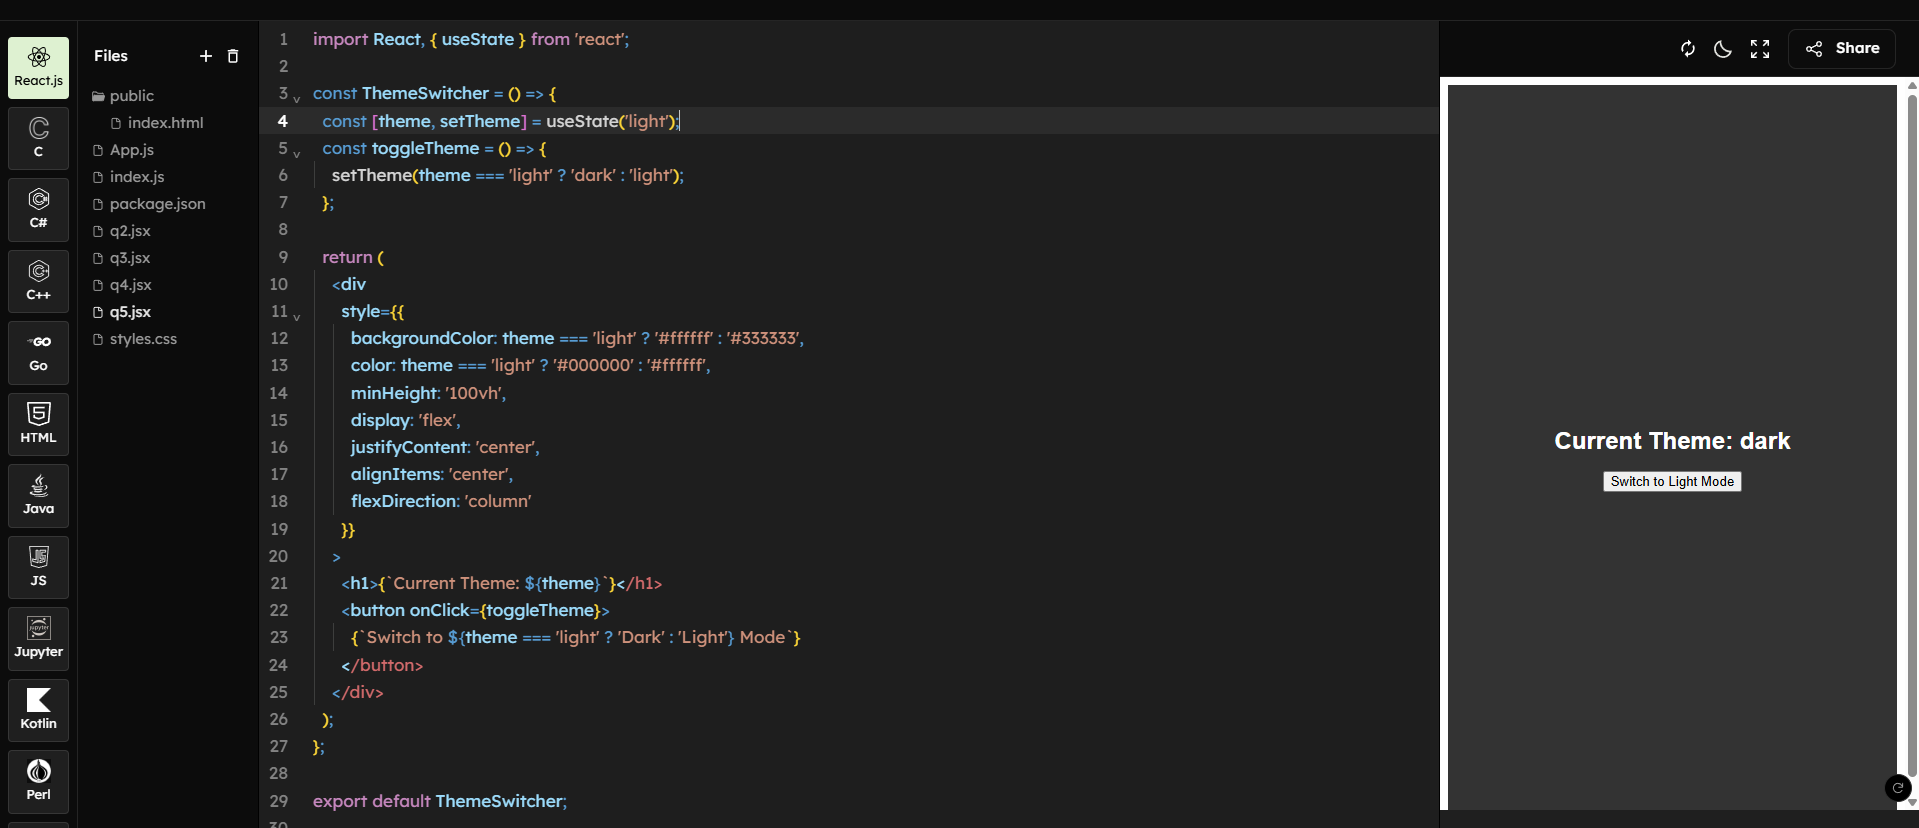 React.js
C
C#
C++
GO
Go
HTML
Java
JS
JS
Jupyter
Jupyter
Kotlin
Perl
Files
public
index.html
App.js
index.js
package.json
q2.jsx
q3.jsx
q4.jsx
q5.jsx
styles.css
1 import React, { useState } from 'react';
2
3 const ThemeSwitcher = () => {
4 const [theme, setTheme] = useState('light');
5 const toggleTheme = () => {
6 setTheme(theme === 'light' ? 'dark' : 'light');
7 };
8
9 return (
10 <div
11 style={{
12 backgroundColor: theme === 'light' ? '#ffffff' : '#333333',
13 color: theme === 'light' ? '#000000' : '#ffffff',
14 minHeight: '100vh',
15 display: 'flex',
16 justifyContent: 'center',
17 alignItems: 'center',
18 flexDirection: 'column'
19 }}
20 >
21 <h1>{`Current Theme: ${theme}`}</h1>
22 <button onClick={toggleTheme}>
23 {`Switch to ${theme === 'light' ? 'Dark' : 'Light'} Mode`}
24 </button>
25 </div>
26 );
27 };
28
29 export default ThemeSwitcher;
30
Share
Current Theme: dark
Switch to Light Mode